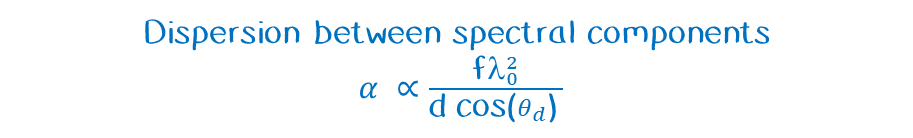 Dispersion between spectral components
α ∝ fλ₀² / d cos(θ_d)